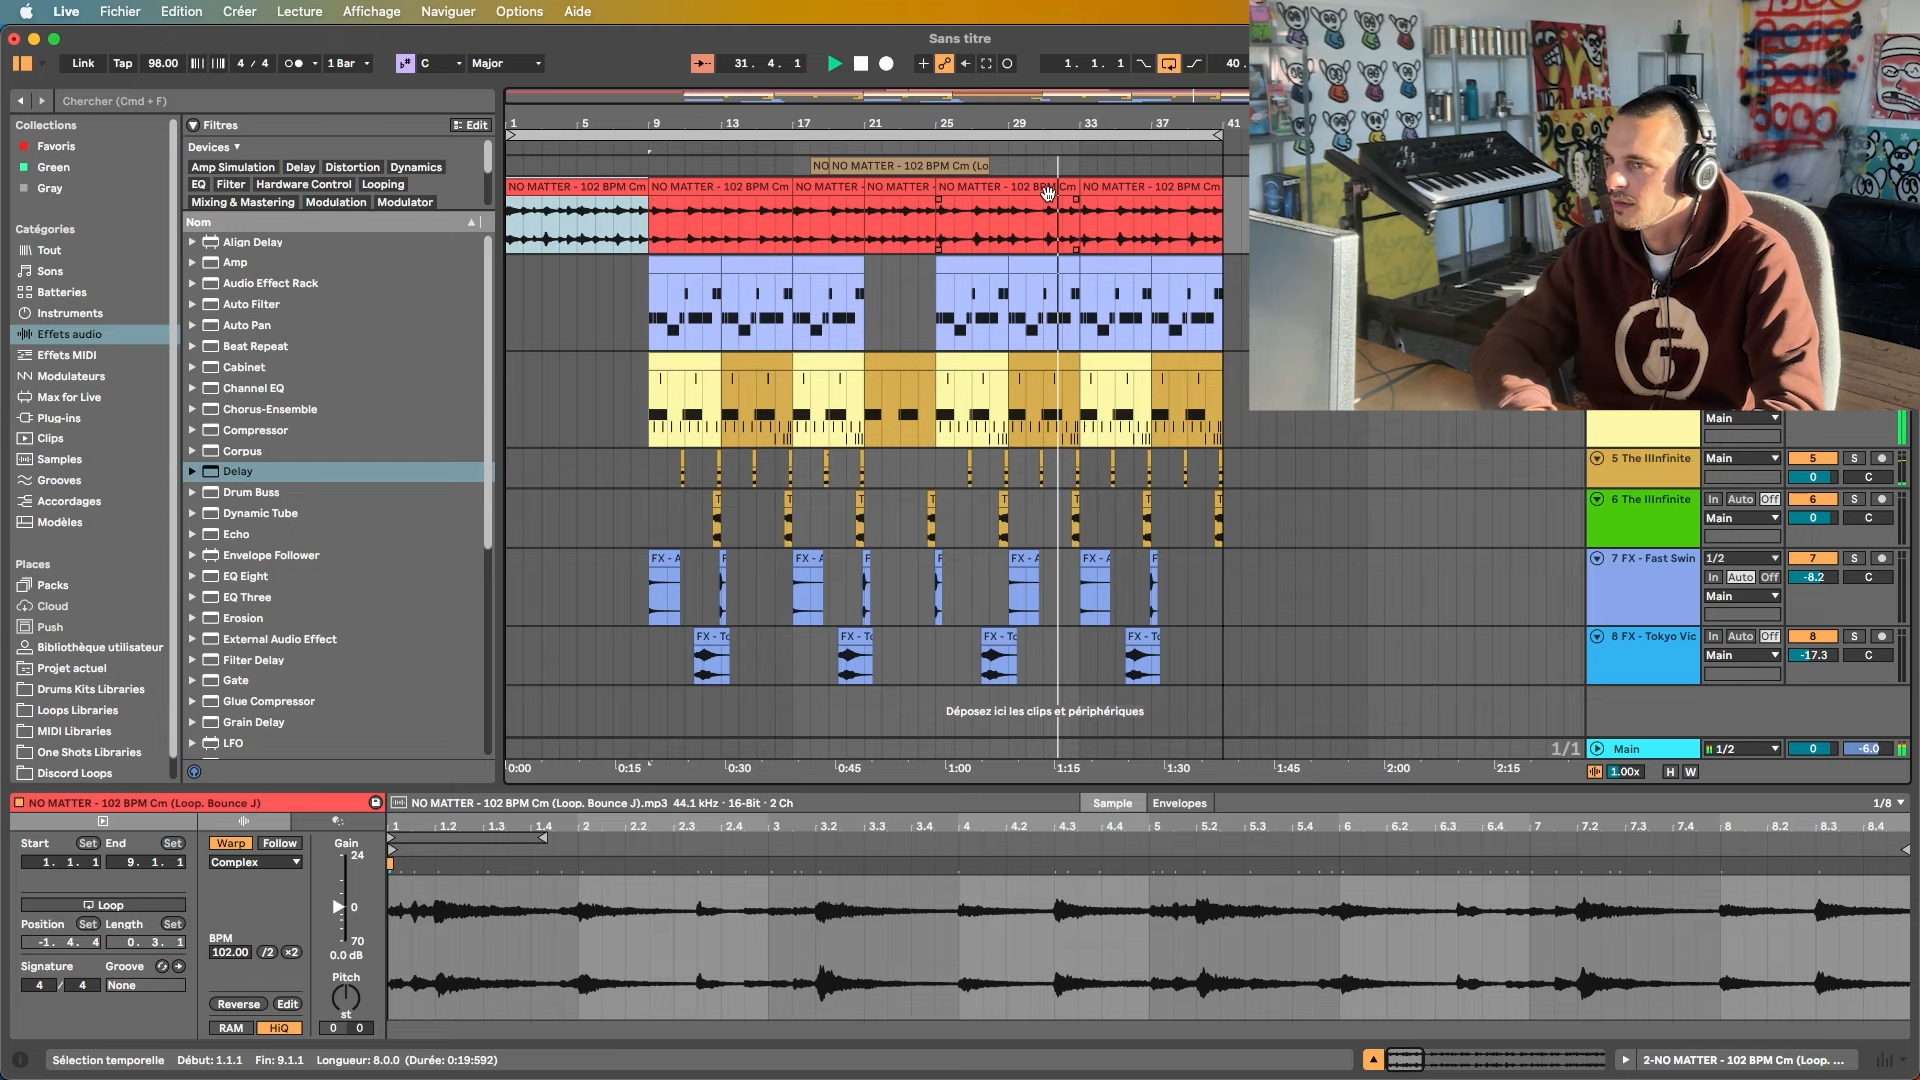 Live Fichier Edition Créer Lecture Affichage Naviguer Options Aide
Sans titre
Link Tap 98.00 4 / 4 1 Bar C Major 31. 4. 1 1. 1. 1 40.
Chercher (Cmd + F)
Collections
Favoris
Green
Gray
Catégories
Tout
Sons
Batteries
Instruments
Effets audio
Effets MIDI
Modulateurs
Max for Live
Plug-ins
Clips
Samples
Grooves
Accordages
Modèles
Places
Packs
Cloud
Push
Bibliothèque utilisateur
Projet actuel
Drums Kits Libraries
Loops Libraries
MIDI Libraries
One Shots Libraries
Discord Loops
Filtres Edit
Devices
Amp Simulation Delay Distortion Dynamics
EQ Filter Hardware Control Looping
Mixing & Mastering Modulation Modulator
Nom
Align Delay
Amp
Audio Effect Rack
Auto Filter
Auto Pan
Beat Repeat
Cabinet
Channel EQ
Chorus-Ensemble
Compressor
Corpus
Delay
Drum Buss
Dynamic Tube
Echo
Envelope Follower
EQ Eight
EQ Three
Erosion
External Audio Effect
Filter Delay
Gate
Glue Compressor
Grain Delay
LFO
1 5 9 13 17 21 25 29 33 37 41
NO NO MATTER - 102 BPM Cm (Lo
NO MATTER - 102 BPM Cm NO MATTER - 102 BPM Cm NO MATTER - NO MATTER - NO MATTER - 102 BPM Cm NO MATTER - 102 BPM Cm
FX - A F FX - A F F FX - A FX - A F
FX - To FX - To FX - To FX - To
Déposez ici les clips et périphériques
0:00 0:15 0:30 0:45 1:00 1:15 1:30 1:45 2:00 2:15
1/1
Main
5 The IIInfinite Main 5 S
0 C
6 The IIInfinite In Auto Off 6 S
Main 0 C
7 FX - Fast Swin 1/2 7 S
In Auto Off -8.2 C
Main
8 FX - Tokyo Vic In Auto Off 8 S
Main -17.3 C
Main 1/2 0 -6.0
1.00x H W
NO MATTER - 102 BPM Cm (Loop. Bounce J)
Start Set End Set
1. 1. 1 9. 1. 1
Loop
Position Set Length Set
-1. 4. 4 0. 3. 1
Signature Groove
4 / 4 None
Warp Follow
Complex
BPM
102.00 /2 ×2
Reverse Edit
RAM HiQ
Gain
24
0
70
0.0 dB
Pitch
st
0 0
NO MATTER - 102 BPM Cm (Loop. Bounce J).mp3 44.1 kHz · 16-Bit · 2 Ch
Sample Envelopes
1/8
1 1.2 1.3 1.4 2 2.2 2.3 2.4 3 3.2 3.3 3.4 4 4.2 4.3 4.4 5 5.2 5.3 5.4 6 6.2 6.3 6.4 7 7.2 7.3 7.4 8 8.2 8.3 8.4
Sélection temporelle Début: 1.1.1 Fin: 9.1.1 Longueur: 8.0.0 (Durée: 0:19:592)
2-NO MATTER - 102 BPM Cm (Loop. ...